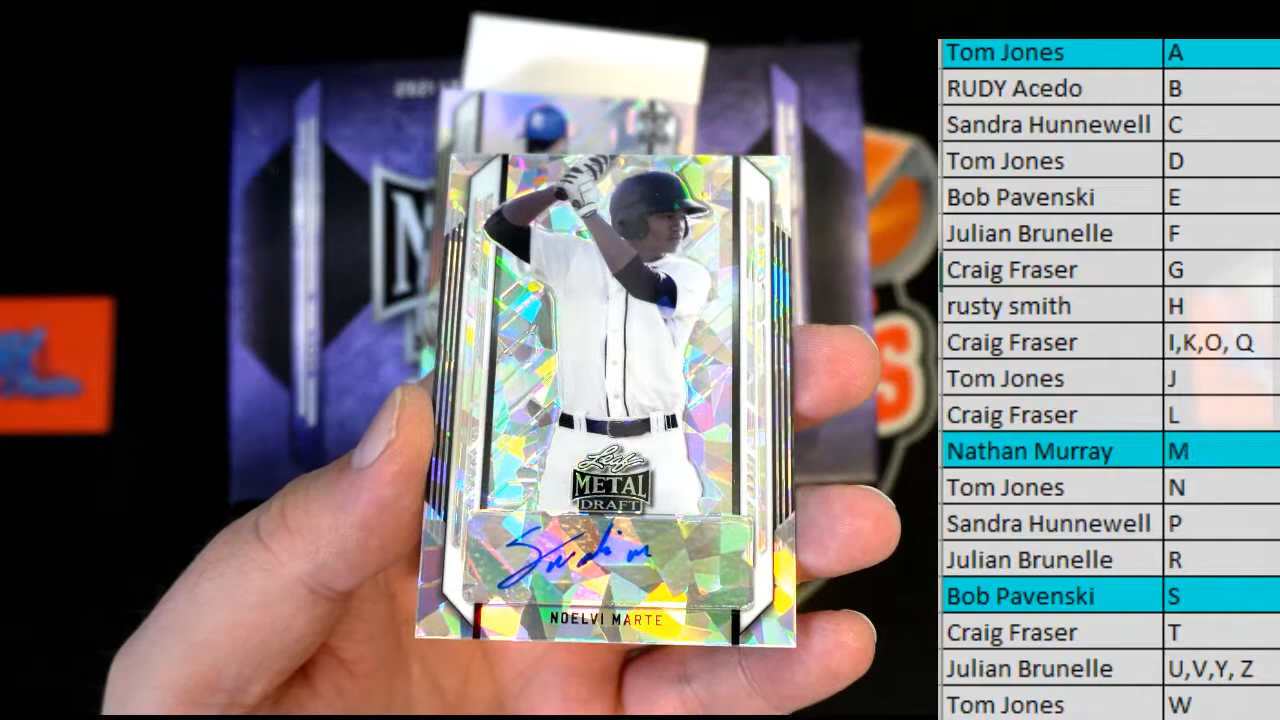 2021 L
Leaf
METAL
DRAFT
NOELVI MARTE
Tom Jones A
RUDY Acedo B
Sandra Hunnewell C
Tom Jones D
Bob Pavenski E
Julian Brunelle F
Craig Fraser G
rusty smith H
Craig Fraser I,K,O, Q
Tom Jones J
Craig Fraser L
Nathan Murray M
Tom Jones N
Sandra Hunnewell P
Julian Brunelle R
Bob Pavenski S
Craig Fraser T
Julian Brunelle U,V,Y, Z
Tom Jones W